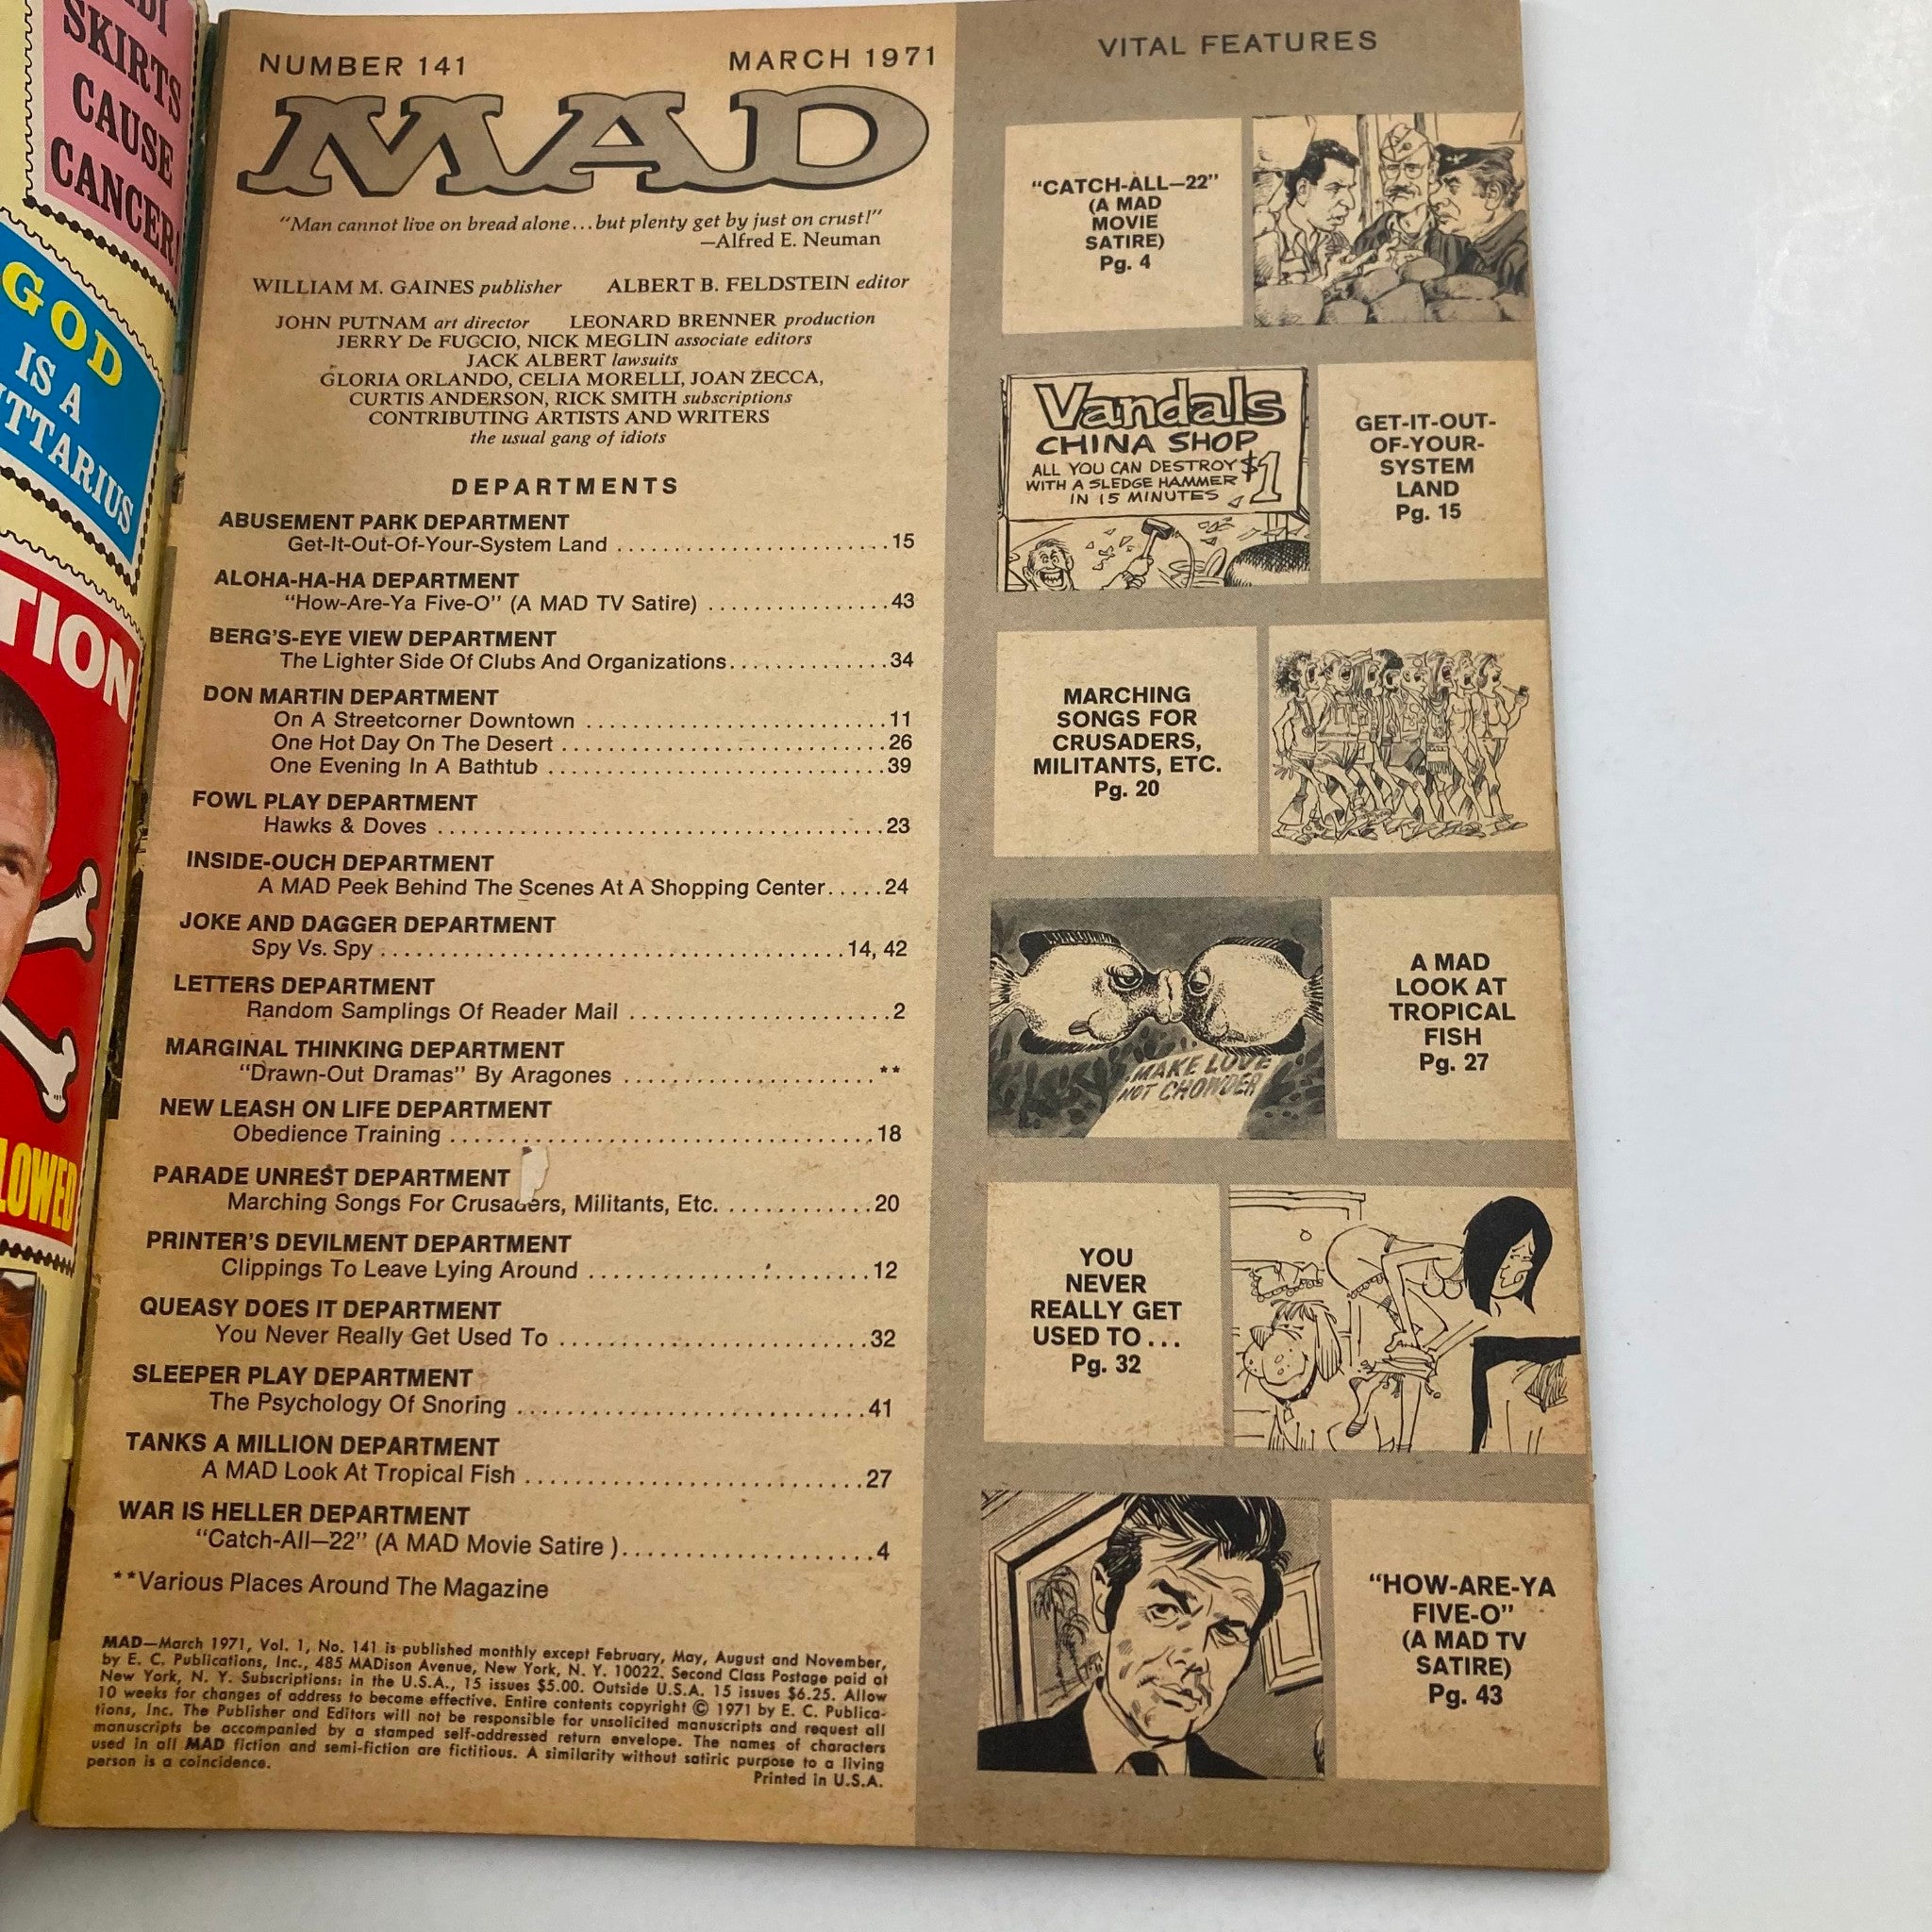 SKIRTS
CAUSE
CANCER!
GOD
IS A
TION
LOWED
NUMBER 141
MARCH 1971
MAD
"Man cannot live on bread alone...but plenty get by just on crust!"
—Alfred E. Neuman
WILLIAM M. GAINES publisher ALBERT B. FELDSTEIN editor
JOHN PUTNAM art director LEONARD BRENNER production
JERRY De FUCCIO, NICK MEGLIN associate editors
JACK ALBERT lawsuits
GLORIA ORLANDO, CELIA MORELLI, JOAN ZECCA,
CURTIS ANDERSON, RICK SMITH subscriptions
CONTRIBUTING ARTISTS AND WRITERS
the usual gang of idiots
DEPARTMENTS
ABUSEMENT PARK DEPARTMENT
Get-It-Out-Of-Your-System Land ........................15
ALOHA-HA-HA DEPARTMENT
"How-Are-Ya Five-O" (A MAD TV Satire) ................43
BERG'S-EYE VIEW DEPARTMENT
The Lighter Side Of Clubs And Organizations..............34
DON MARTIN DEPARTMENT
On A Streetcorner Downtown ..........................11
One Hot Day On The Desert ............................26
One Evening In A Bathtub .............................39
FOWL PLAY DEPARTMENT
Hawks & Doves ......................................23
INSIDE-OUCH DEPARTMENT
A MAD Peek Behind The Scenes At A Shopping Center.....24
JOKE AND DAGGER DEPARTMENT
Spy Vs. Spy ......................................14, 42
LETTERS DEPARTMENT
Random Samplings Of Reader Mail ......................2
MARGINAL THINKING DEPARTMENT
"Drawn-Out Dramas" By Aragones ......................**
NEW LEASH ON LIFE DEPARTMENT
Obedience Training ...................................18
PARADE UNREST DEPARTMENT
Marching Songs For Crusaders, Militants, Etc. .............20
PRINTER'S DEVILMENT DEPARTMENT
Clippings To Leave Lying Around ........................12
QUEASY DOES IT DEPARTMENT
You Never Really Get Used To ..........................32
SLEEPER PLAY DEPARTMENT
The Psychology Of Snoring .............................41
TANKS A MILLION DEPARTMENT
A MAD Look At Tropical Fish ............................27
WAR IS HELLER DEPARTMENT
"Catch-All—22" (A MAD Movie Satire )......................4
**Various Places Around The Magazine
MAD—March 1971, Vol. 1, No. 141 is published monthly except February, May, August and November,
by E. C. Publications, Inc., 485 MADison Avenue, New York, N. Y. 10022. Second Class Postage paid at
New York, N. Y. Subscriptions: in the U.S.A., 15 issues $5.00. Outside U.S.A. 15 issues $6.25. Allow
10 weeks for changes of address to become effective. Entire contents copyright © 1971 by E. C. Publica-
tions, Inc. The Publisher and Editors will not be responsible for unsolicited manuscripts and request all
manuscripts be accompanied by a stamped self-addressed return envelope. The names of characters
used in all MAD fiction and semi-fiction are fictitious. A similarity without satiric purpose to a living
person is a coincidence.
Printed in U.S.A.
VITAL FEATURES
"CATCH-ALL—22"
(A MAD
MOVIE
SATIRE)
Pg. 4
Vandals
CHINA SHOP
ALL YOU CAN DESTROY
WITH A SLEDGE HAMMER
IN 15 MINUTES
$1
GET-IT-OUT-
OF-YOUR-
SYSTEM
LAND
Pg. 15
MARCHING
SONGS FOR
CRUSADERS,
MILITANTS, ETC.
Pg. 20
MAKE LOVE
NOT CHOWDER
A MAD
LOOK AT
TROPICAL
FISH
Pg. 27
YOU
NEVER
REALLY GET
USED TO...
Pg. 32
"HOW-ARE-YA
FIVE-O"
(A MAD TV
SATIRE)
Pg. 43